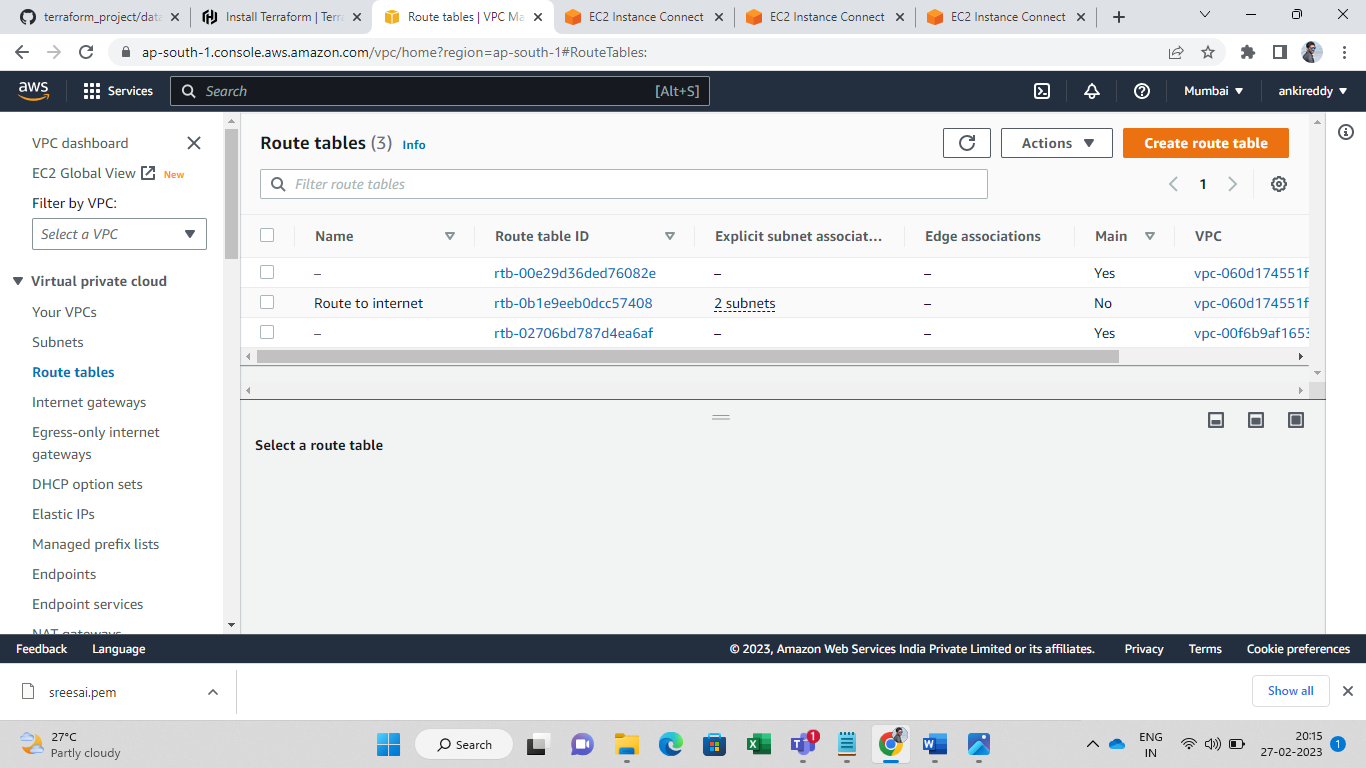 terraform_project/data
Install Terraform | Terra
Route tables | VPC Ma
EC2 Instance Connect
EC2 Instance Connect
EC2 Instance Connect
ap-south-1.console.aws.amazon.com/vpc/home?region=ap-south-1#RouteTables:
aws
Services
Search
[Alt+S]
Mumbai
ankireddy
VPC dashboard
EC2 Global View New
Filter by VPC:
Select a VPC
Virtual private cloud
Your VPCs
Subnets
Route tables
Internet gateways
Egress-only internet
gateways
DHCP option sets
Elastic IPs
Managed prefix lists
Endpoints
Endpoint services
NAT gateways
Route tables (3) Info
Actions
Create route table
Filter route tables
1
Name Route table ID Explicit subnet associat... Edge associations Main VPC
– rtb-00e29d36ded76082e – – Yes vpc-060d174551f
Route to internet rtb-0b1e9eeb0dcc57408 2 subnets – No vpc-060d174551f
– rtb-02706bd787d4ea6af – – Yes vpc-00f6b9af1653
Select a route table
Feedback Language © 2023, Amazon Web Services India Private Limited or its affiliates. Privacy Terms Cookie preferences
sreesai.pem
Show all
27°C
Partly cloudy
Search
1
ENG
IN
20:15
27-02-2023
1